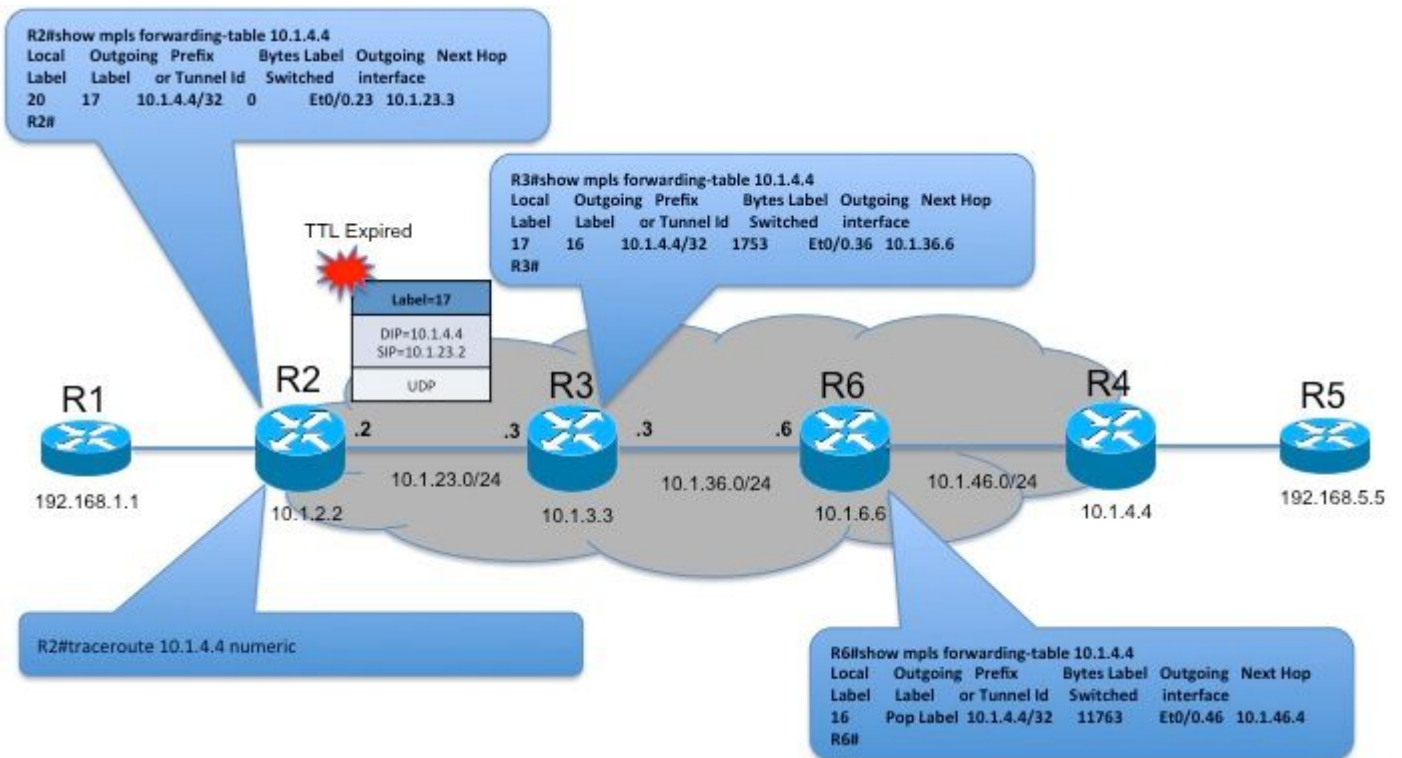 R2#show mpls forwarding-table 10.1.4.4
Local Outgoing Prefix Bytes Label Outgoing Next Hop
Label Label or Tunnel Id Switched interface
20 17 10.1.4.4/32 0 Et0/0.23 10.1.23.3
R2#
R3#show mpls forwarding-table 10.1.4.4
Local Outgoing Prefix Bytes Label Outgoing Next Hop
Label Label or Tunnel Id Switched interface
17 16 10.1.4.4/32 1753 Et0/0.36 10.1.36.6
R3#
TTL Expired
Label=17
DIP=10.1.4.4
SIP=10.1.23.2
UDP
R1
R2
R3
R6
R4
R5
.2
.3
.3
.6
192.168.1.1
10.1.23.0/24
10.1.36.0/24
10.1.46.0/24
192.168.5.5
10.1.2.2
10.1.3.3
10.1.6.6
10.1.4.4
R2#traceroute 10.1.4.4 numeric
R6#show mpls forwarding-table 10.1.4.4
Local Outgoing Prefix Bytes Label Outgoing Next Hop
Label Label or Tunnel Id Switched interface
16 Pop Label 10.1.4.4/32 11763 Et0/0.46 10.1.46.4
R6#